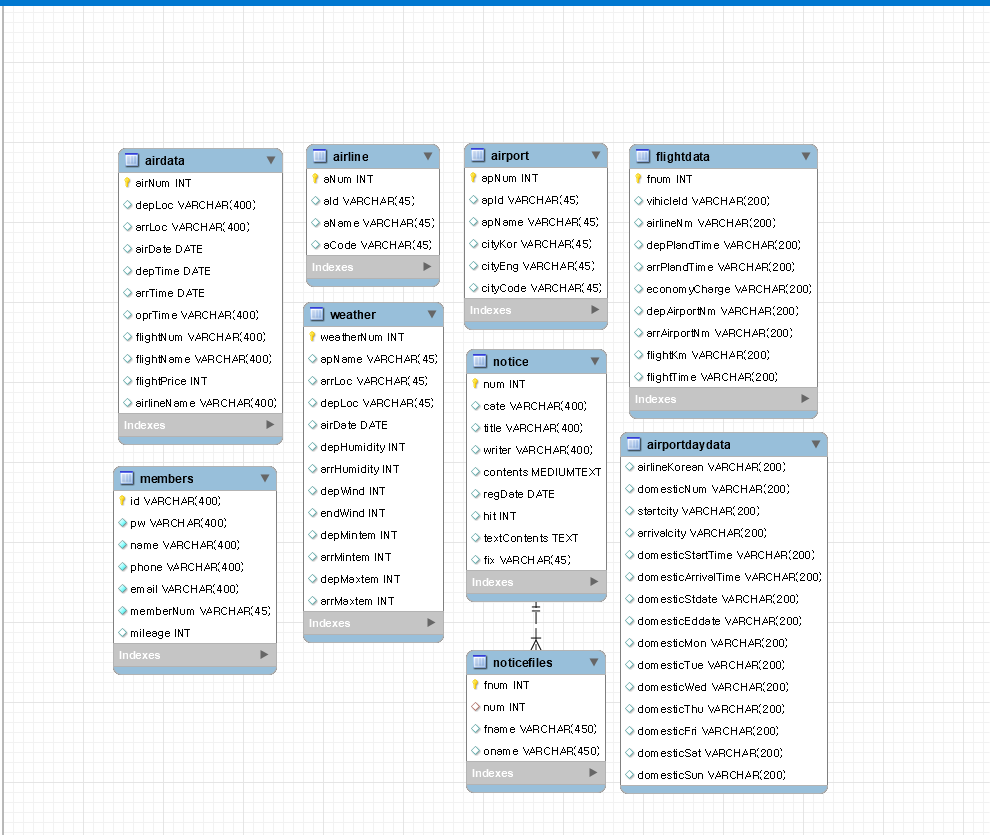 airdata
airNum INT
depLoc VARCHAR(400)
arrLoc VARCHAR(400)
airDate DATE
depTime DATE
arrTime DATE
oprTime VARCHAR(400)
flightNum VARCHAR(400)
flightName VARCHAR(400)
flightPrice INT
airlineName VARCHAR(400)
Indexes
members
id VARCHAR(400)
pw VARCHAR(400)
name VARCHAR(400)
phone VARCHAR(400)
email VARCHAR(400)
memberNum VARCHAR(45)
mileage INT
Indexes
airline
aNum INT
aId VARCHAR(45)
aName VARCHAR(45)
aCode VARCHAR(45)
Indexes
weather
weatherNum INT
apName VARCHAR(45)
arrLoc VARCHAR(45)
depLoc VARCHAR(45)
airDate DATE
depHumidity INT
arrHumidity INT
depWind INT
endWind INT
depMintem INT
arrMintem INT
depMaxtem INT
arrMaxtem INT
Indexes
airport
apNum INT
apId VARCHAR(45)
apName VARCHAR(45)
cityKor VARCHAR(45)
cityEng VARCHAR(45)
cityCode VARCHAR(45)
Indexes
notice
num INT
cate VARCHAR(400)
title VARCHAR(400)
writer VARCHAR(400)
contents MEDIUMTEXT
regDate DATE
hit INT
textContents TEXT
fix VARCHAR(45)
Indexes
noticefiles
fnum INT
num INT
fname VARCHAR(450)
oname VARCHAR(450)
Indexes
flightdata
fnum INT
vihicleId VARCHAR(200)
airlineNm VARCHAR(200)
depPlandTime VARCHAR(200)
arrPlandTime VARCHAR(200)
economyCharge VARCHAR(200)
depAirportNm VARCHAR(200)
arrAirportNm VARCHAR(200)
flightKm VARCHAR(200)
flightTime VARCHAR(200)
Indexes
airportdaydata
airlineKorean VARCHAR(200)
domesticNum VARCHAR(200)
startcity VARCHAR(200)
arrivalcity VARCHAR(200)
domesticStartTime VARCHAR(200)
domesticArrivalTime VARCHAR(200)
domesticStdate VARCHAR(200)
domesticEddate VARCHAR(200)
domesticMon VARCHAR(200)
domesticTue VARCHAR(200)
domesticWed VARCHAR(200)
domesticThu VARCHAR(200)
domesticFri VARCHAR(200)
domesticSat VARCHAR(200)
domesticSun VARCHAR(200)